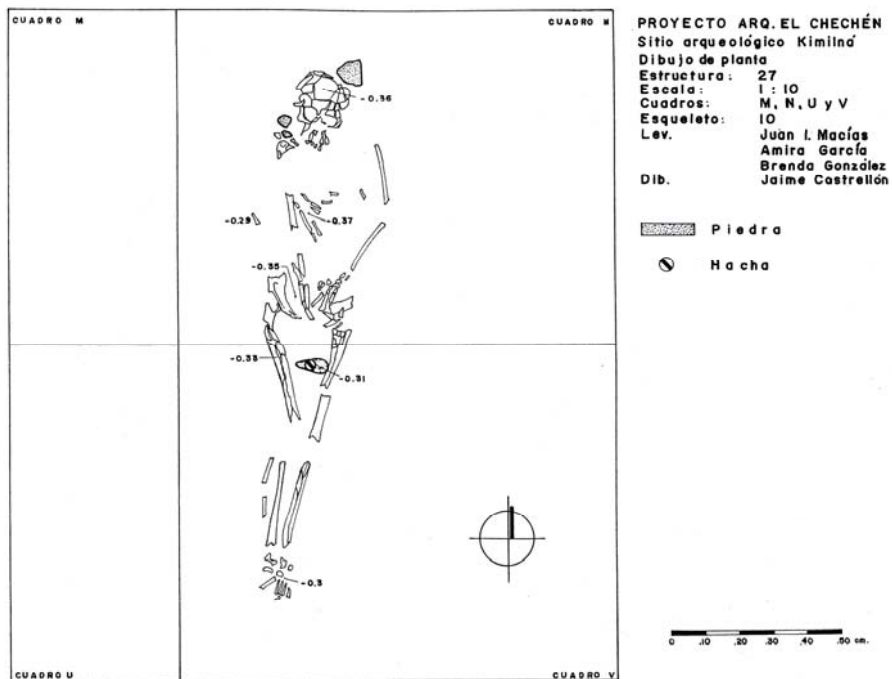 CUADRO M
CUADRO N
PROYECTO ARQ. EL CHECHÉN
Sitio arqueológico Kimilná
Dibujo de planta
Estructura: 27
Escala: 1:10
Cuadros: M, N, U y V
Esqueleto: 10
Lev. Juan I. Macías
Amira García
Brenda González
Dib. Jaime Castrellón
Piedra
Hacha
-0.36
-0.29
-0.37
-0.35
-0.33
-0.31
-0.3
0 .10 .20 .30 .40 .50 cm.
CUADRO U
CUADRO V